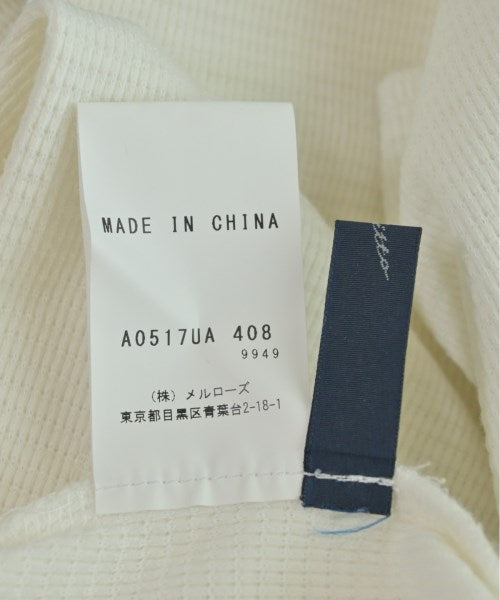 MADE IN CHINA
A0517UA 408
9949
(株) メルローズ
東京都目黒区青葉台2-18-1